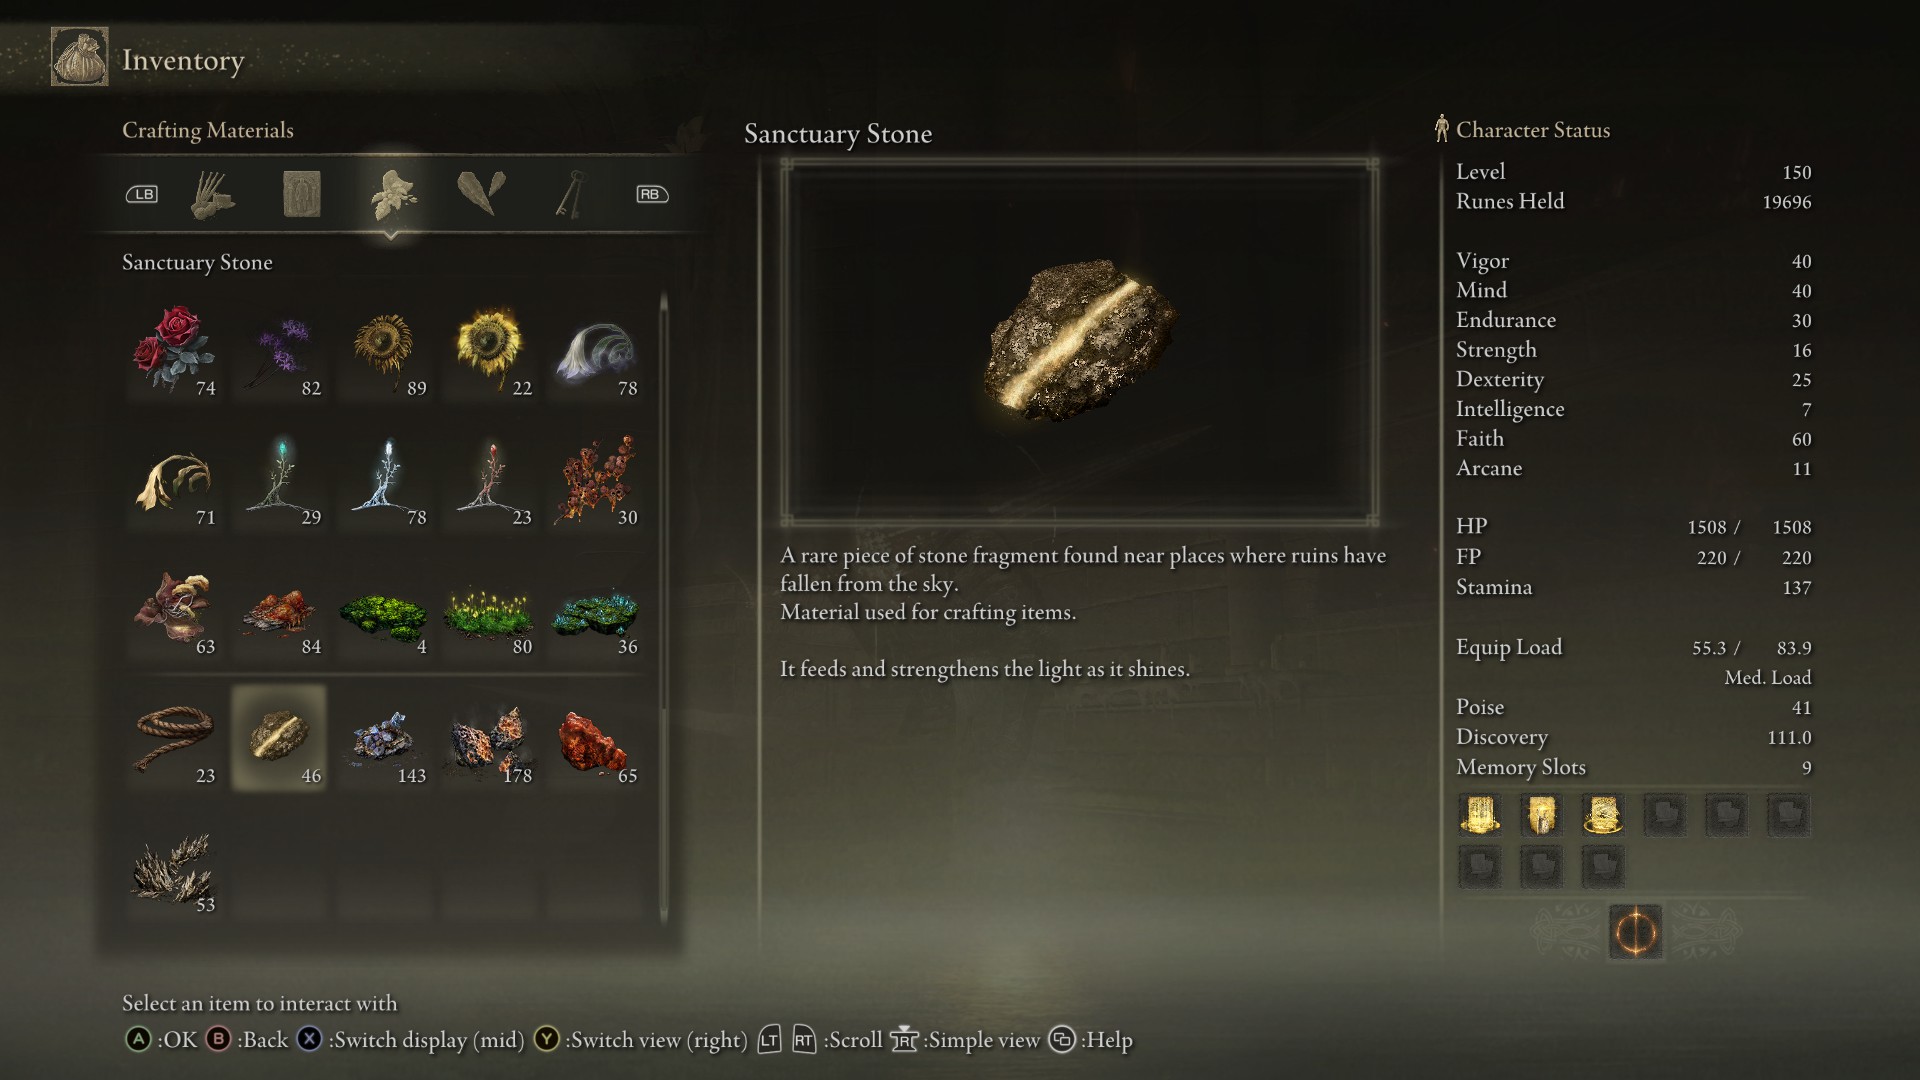 Inventory
Crafting Materials
LB
RB
Sanctuary Stone
74 82 89 22 78
71 29 78 23 30
63 84 4 80 36
23 46 143 178 65
53
Sanctuary Stone
A rare piece of stone fragment found near places where ruins have
fallen from the sky.
Material used for crafting items.
It feeds and strengthens the light as it shines.
Character Status
Level 150
Runes Held 19696
Vigor 40
Mind 40
Endurance 30
Strength 16
Dexterity 25
Intelligence 7
Faith 60
Arcane 11
HP 1508 / 1508
FP 220 / 220
Stamina 137
Equip Load 55.3 / 83.9
Med. Load
Poise 41
Discovery 111.0
Memory Slots 9
Select an item to interact with
A :OK B :Back X :Switch display (mid) Y :Switch view (right) LT RT :Scroll R :Simple view :Help